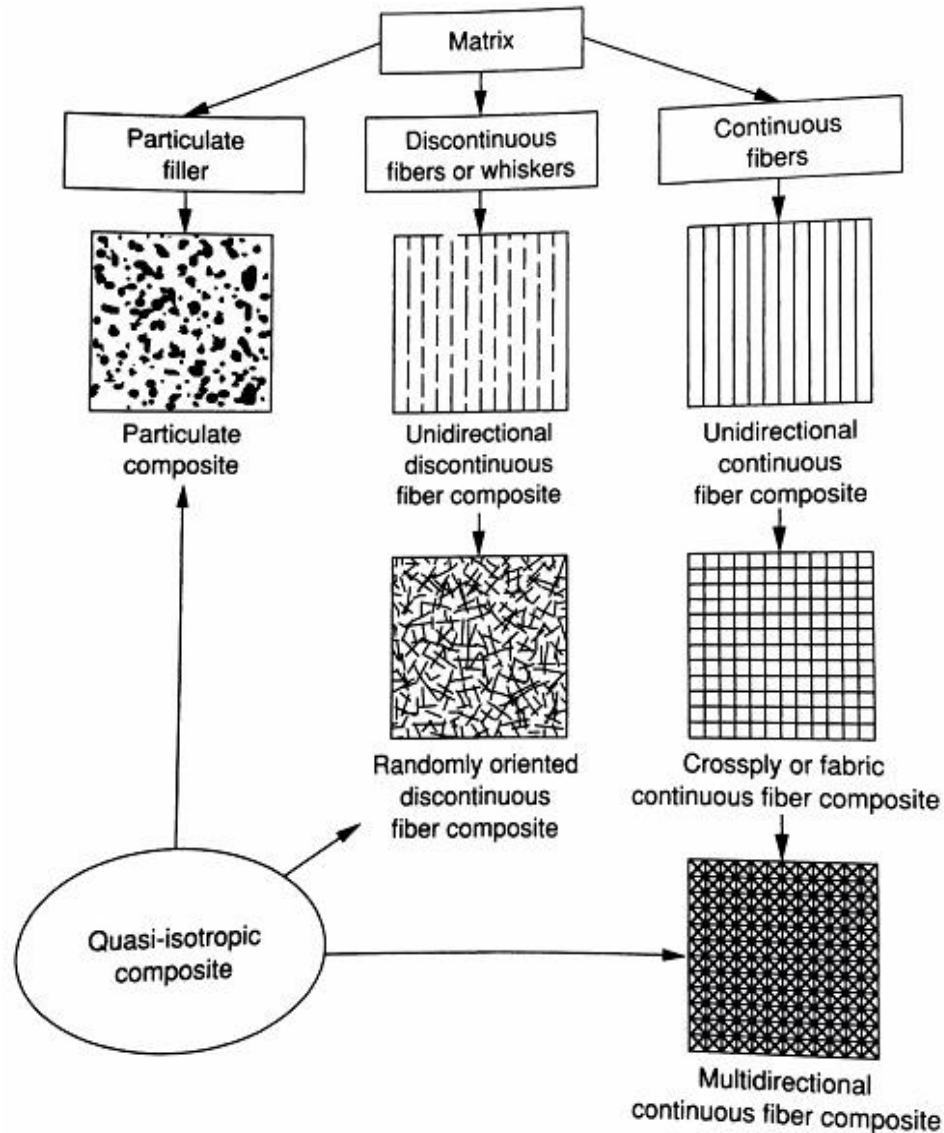 Matrix
Particulate
filler
Discontinuous
fibers or whiskers
Continuous
fibers
Particulate
composite
Unidirectional
discontinuous
fiber composite
Unidirectional
continuous
fiber composite
Randomly oriented
discontinuous
fiber composite
Crossply or fabric
continuous fiber composite
Quasi-isotropic
composite
Multidirectional
continuous fiber composite